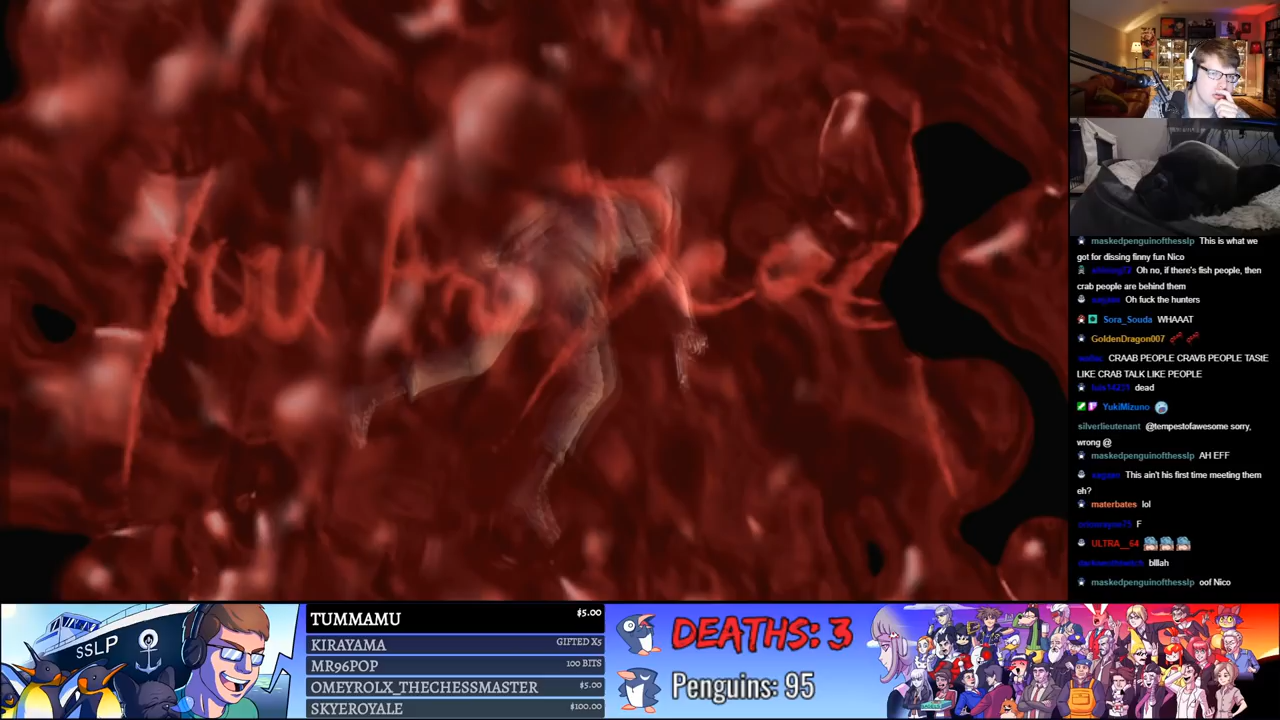 You Are Dead
maskedpenguinofthesslp This is what we
got for dissing finny fun Nico
Oh no, if there's fish people, then
crab people are behind them
Oh fuck the hunters
Sora_Souda WHAAAT
GoldenDragon007
CRAAB PEOPLE CRAVB PEOPLE TAStE
LIKE CRAB TALK LIKE PEOPLE
dead
YukiMizuno
silverlieutenant @tempestofawesome sorry,
wrong @
maskedpenguinofthesslp AH EFF
This ain't his first time meeting them
eh?
materbates lol
F
ULTRA__64
blllah
maskedpenguinofthesslp oof Nico
SSLP
TUMMAMU $5.00
KIRAYAMA GIFTED X5
MR96POP 100 BITS
OMEYROLX_THECHESSMASTER $5.00
SKYEROYALE $100.00
DEATHS: 3
Penguins: 95